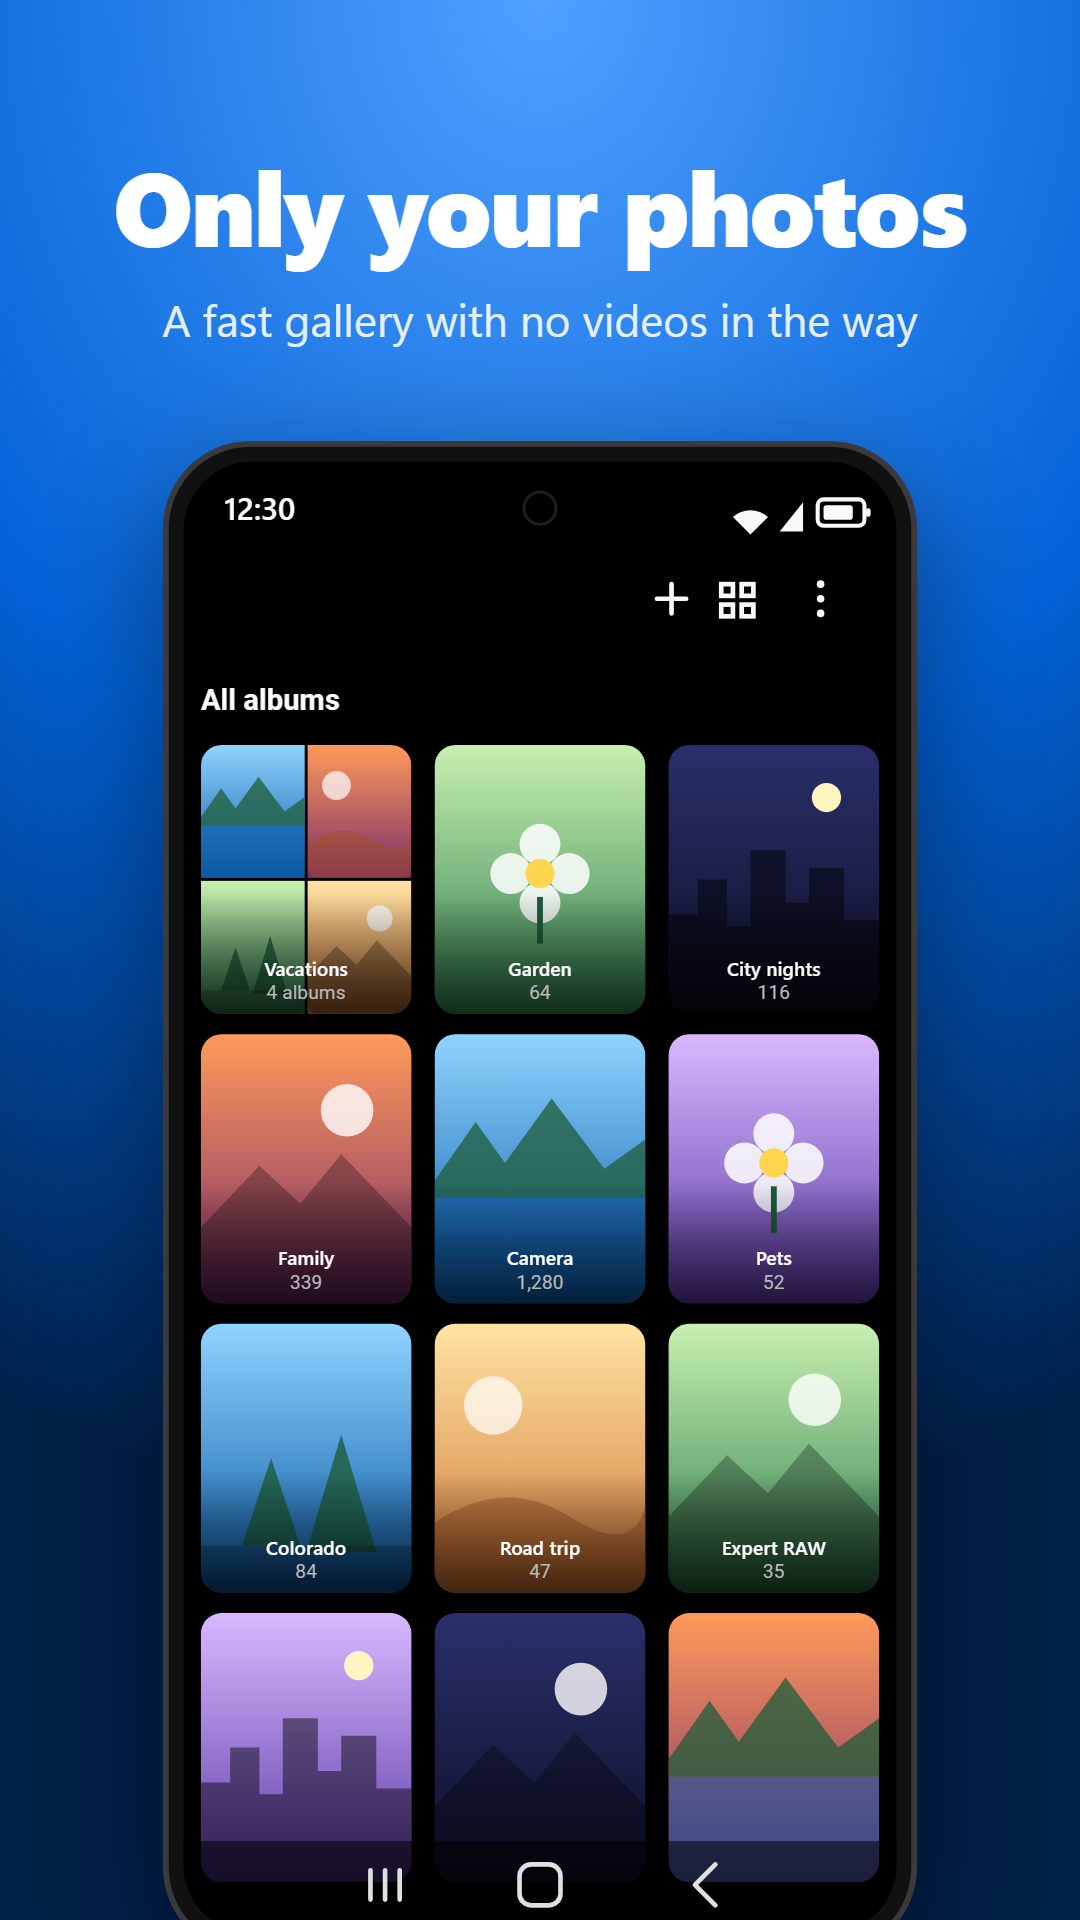 Only your photos
A fast gallery with no videos in the way
12:30
All albums
Vacations
4 albums
Garden
64
City nights
116
Family
339
Camera
1,280
Pets
52
Colorado
84
Road trip
47
Expert RAW
35